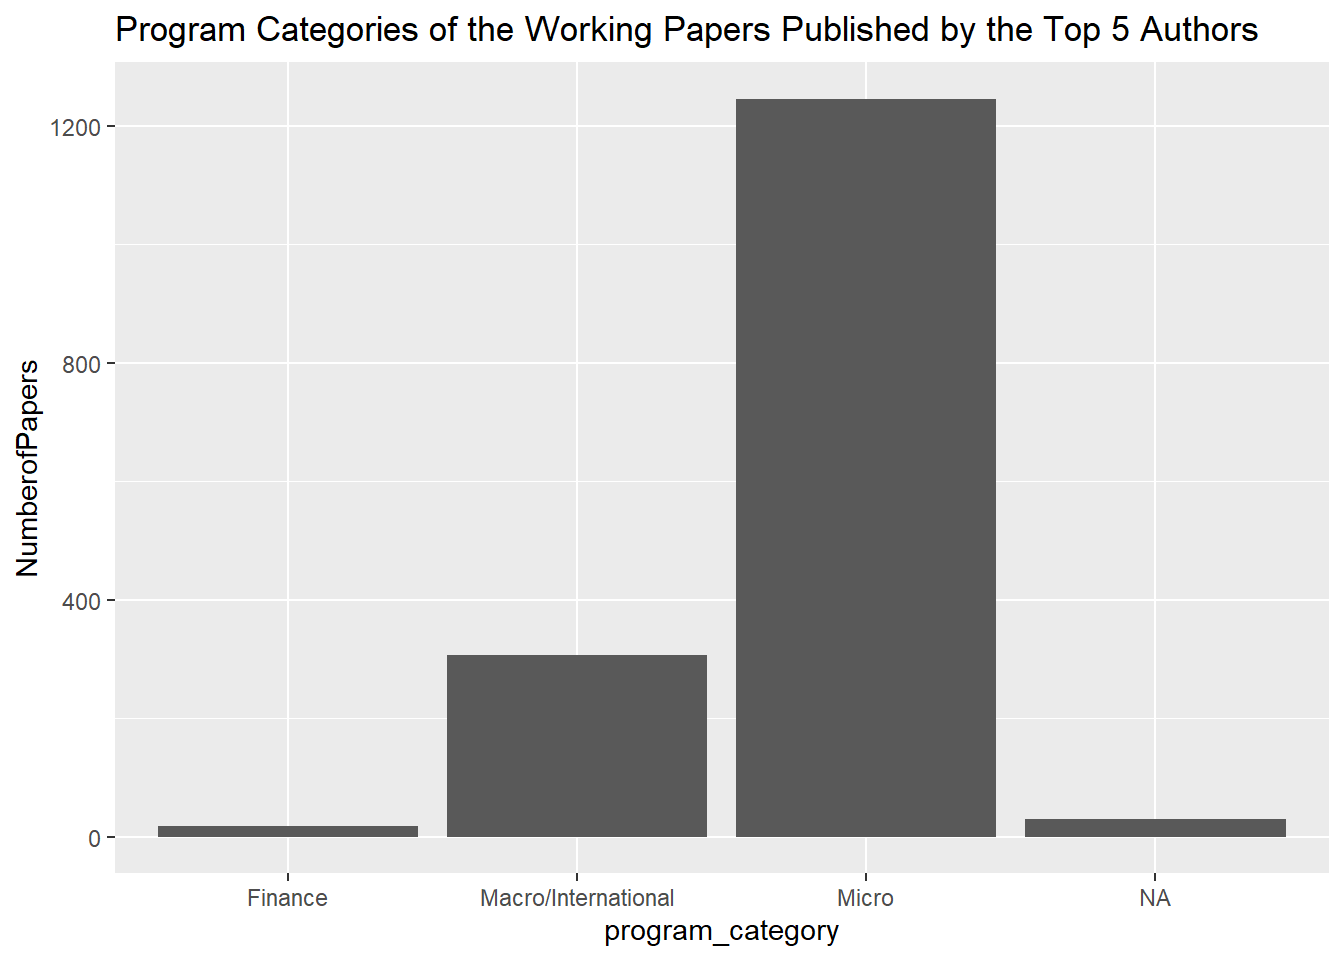 Program Categories of the Working Papers Published by the Top 5 Authors
1200
800
400
0
NumberofPapers
Finance
Macro/International
Micro
NA
program_category